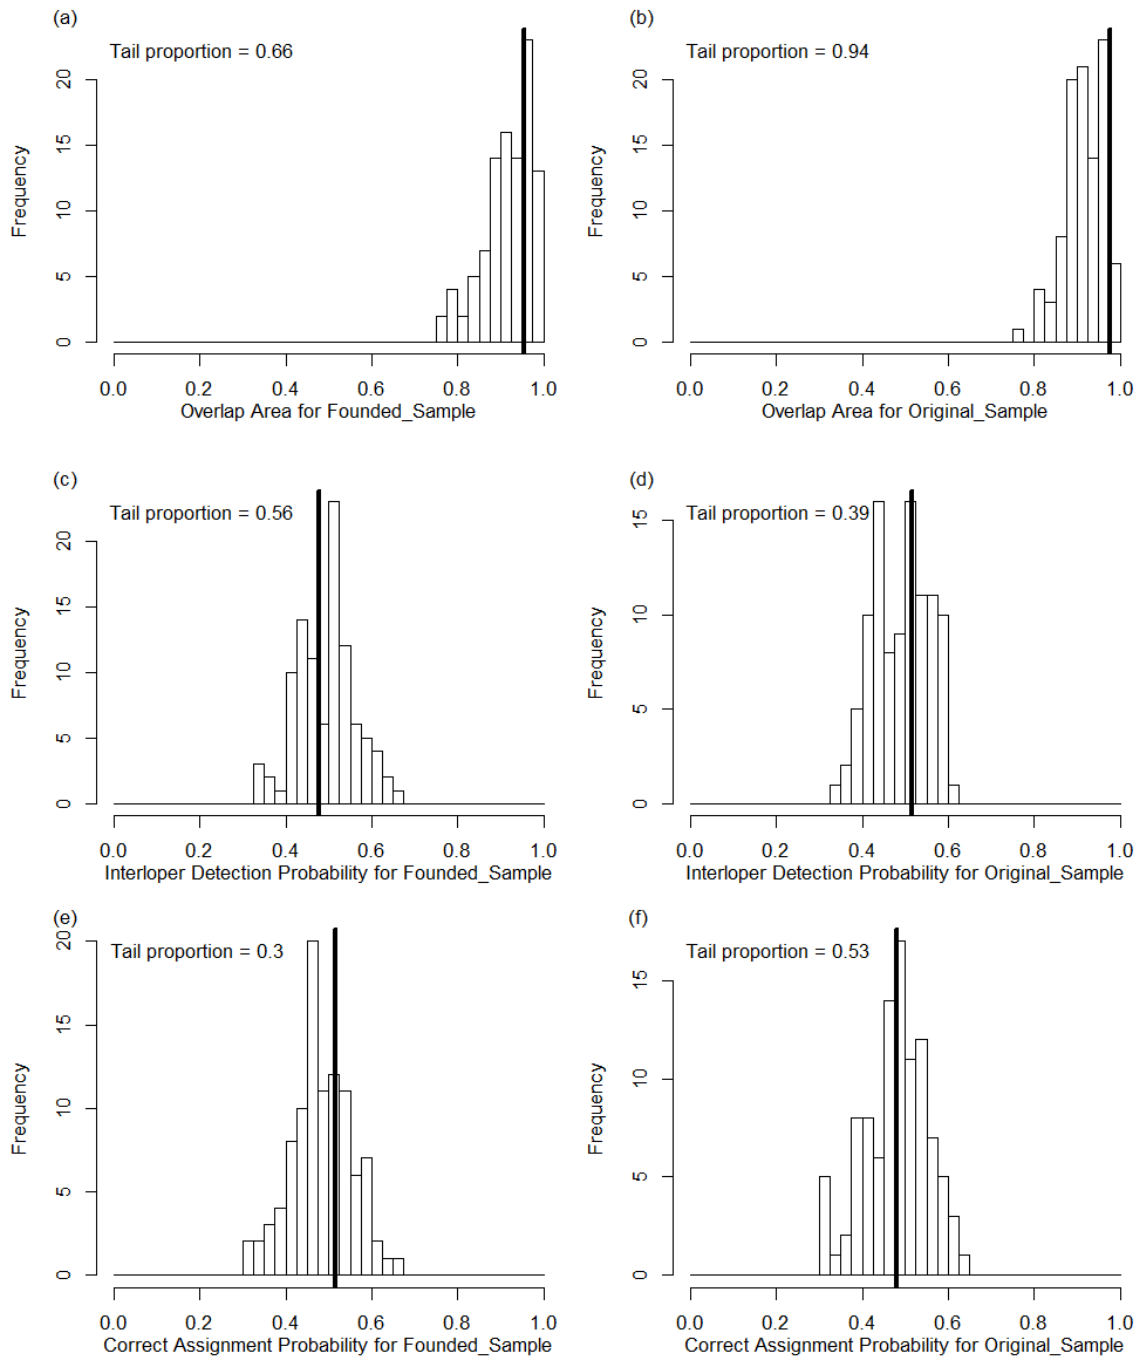 (a)
Tail proportion = 0.66
Frequency
0 5 10 15 20
0.0 0.2 0.4 0.6 0.8 1.0
Overlap Area for Founded_Sample
(b)
Tail proportion = 0.94
Frequency
0 5 10 15 20
0.0 0.2 0.4 0.6 0.8 1.0
Overlap Area for Original_Sample
(c)
Tail proportion = 0.56
Frequency
0 5 10 15 20
0.0 0.2 0.4 0.6 0.8 1.0
Interloper Detection Probability for Founded_Sample
(d)
Tail proportion = 0.39
Frequency
0 5 10 15
0.0 0.2 0.4 0.6 0.8 1.0
Interloper Detection Probability for Original_Sample
(e)
Tail proportion = 0.3
Frequency
0 5 10 15 20
0.0 0.2 0.4 0.6 0.8 1.0
Correct Assignment Probability for Founded_Sample
(f)
Tail proportion = 0.53
Frequency
0 5 10 15
0.0 0.2 0.4 0.6 0.8 1.0
Correct Assignment Probability for Original_Sample